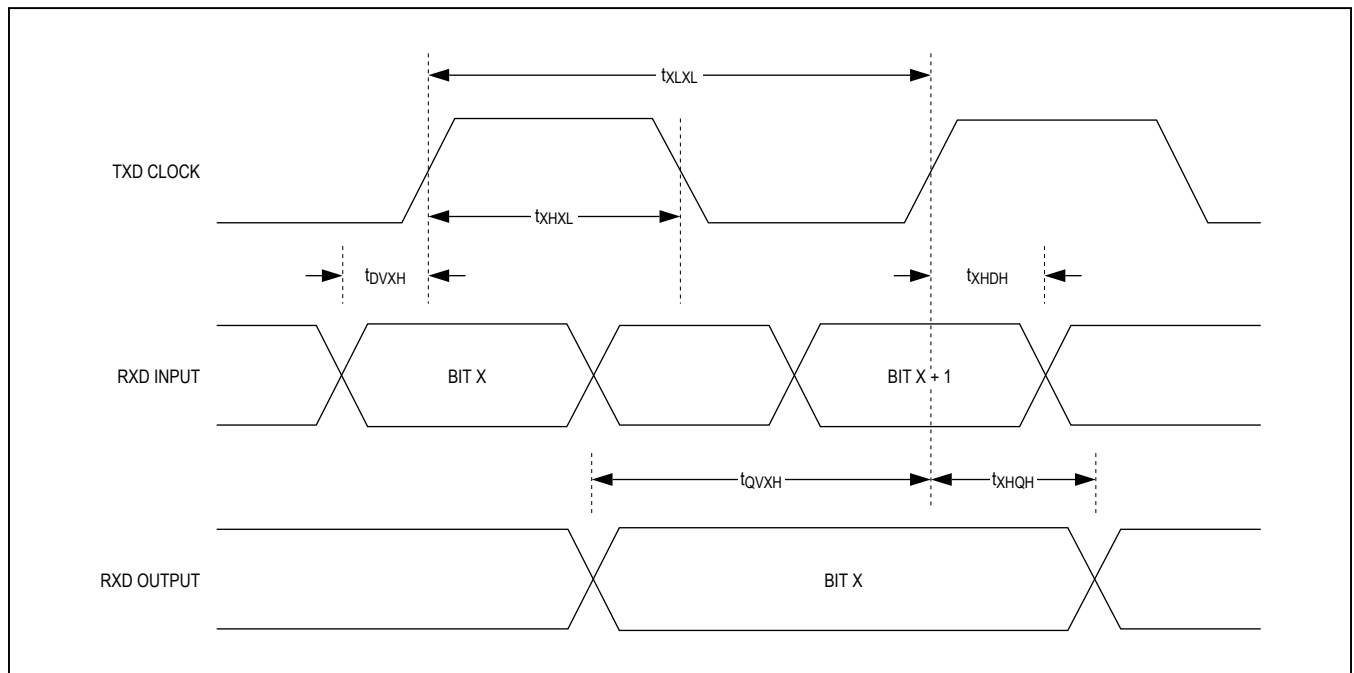 tXLXL
TXD CLOCK
tXHXL
tDVXH
tXHDH
RXD INPUT
BIT X
BIT X + 1
tQVXH
tXHQH
RXD OUTPUT
BIT X